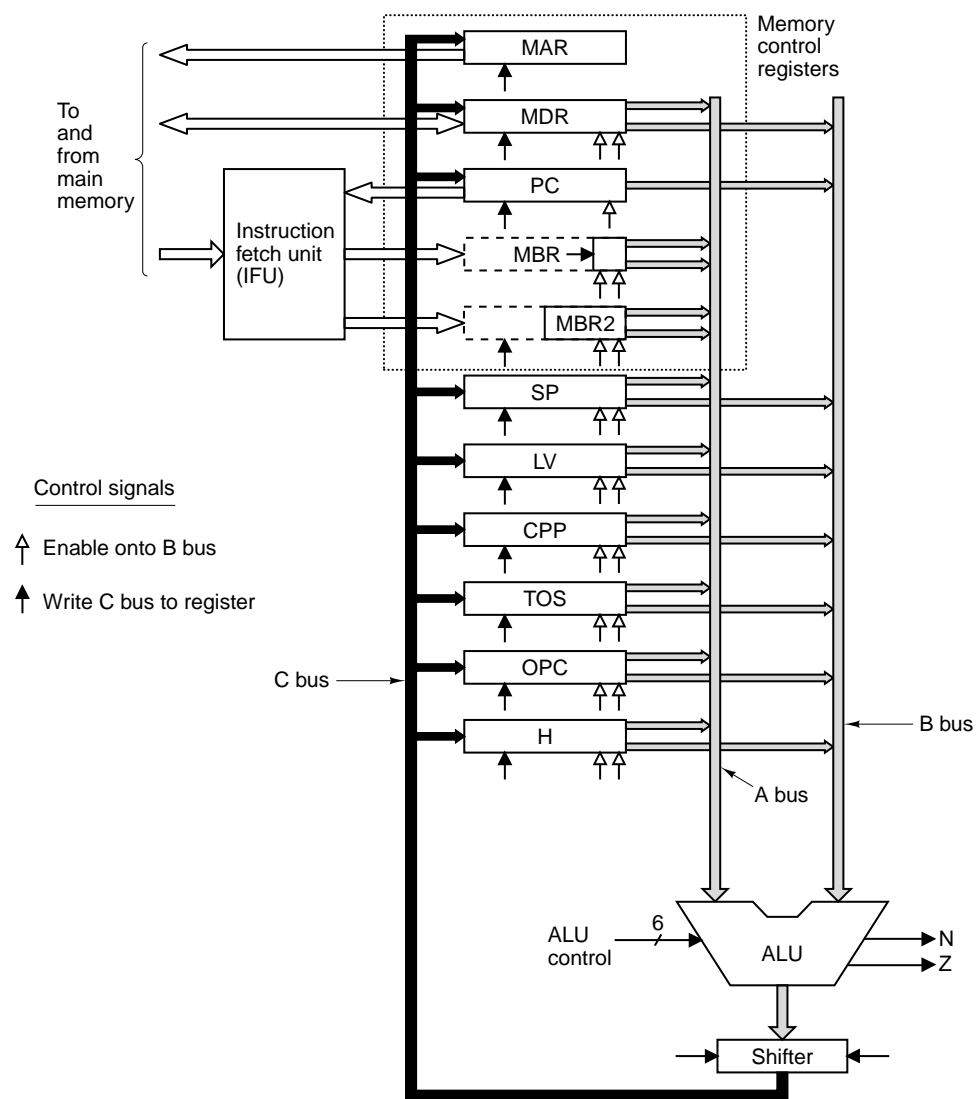 MAR
Memory
control
registers
To
and
from
main
memory
MDR
PC
Instruction
fetch unit
(IFU)
MBR
MBR2
SP
LV
Control signals
CPP
Enable onto B bus
TOS
Write C bus to register
OPC
C bus
H
B bus
A bus
ALU
control
6
ALU
N
Z
Shifter